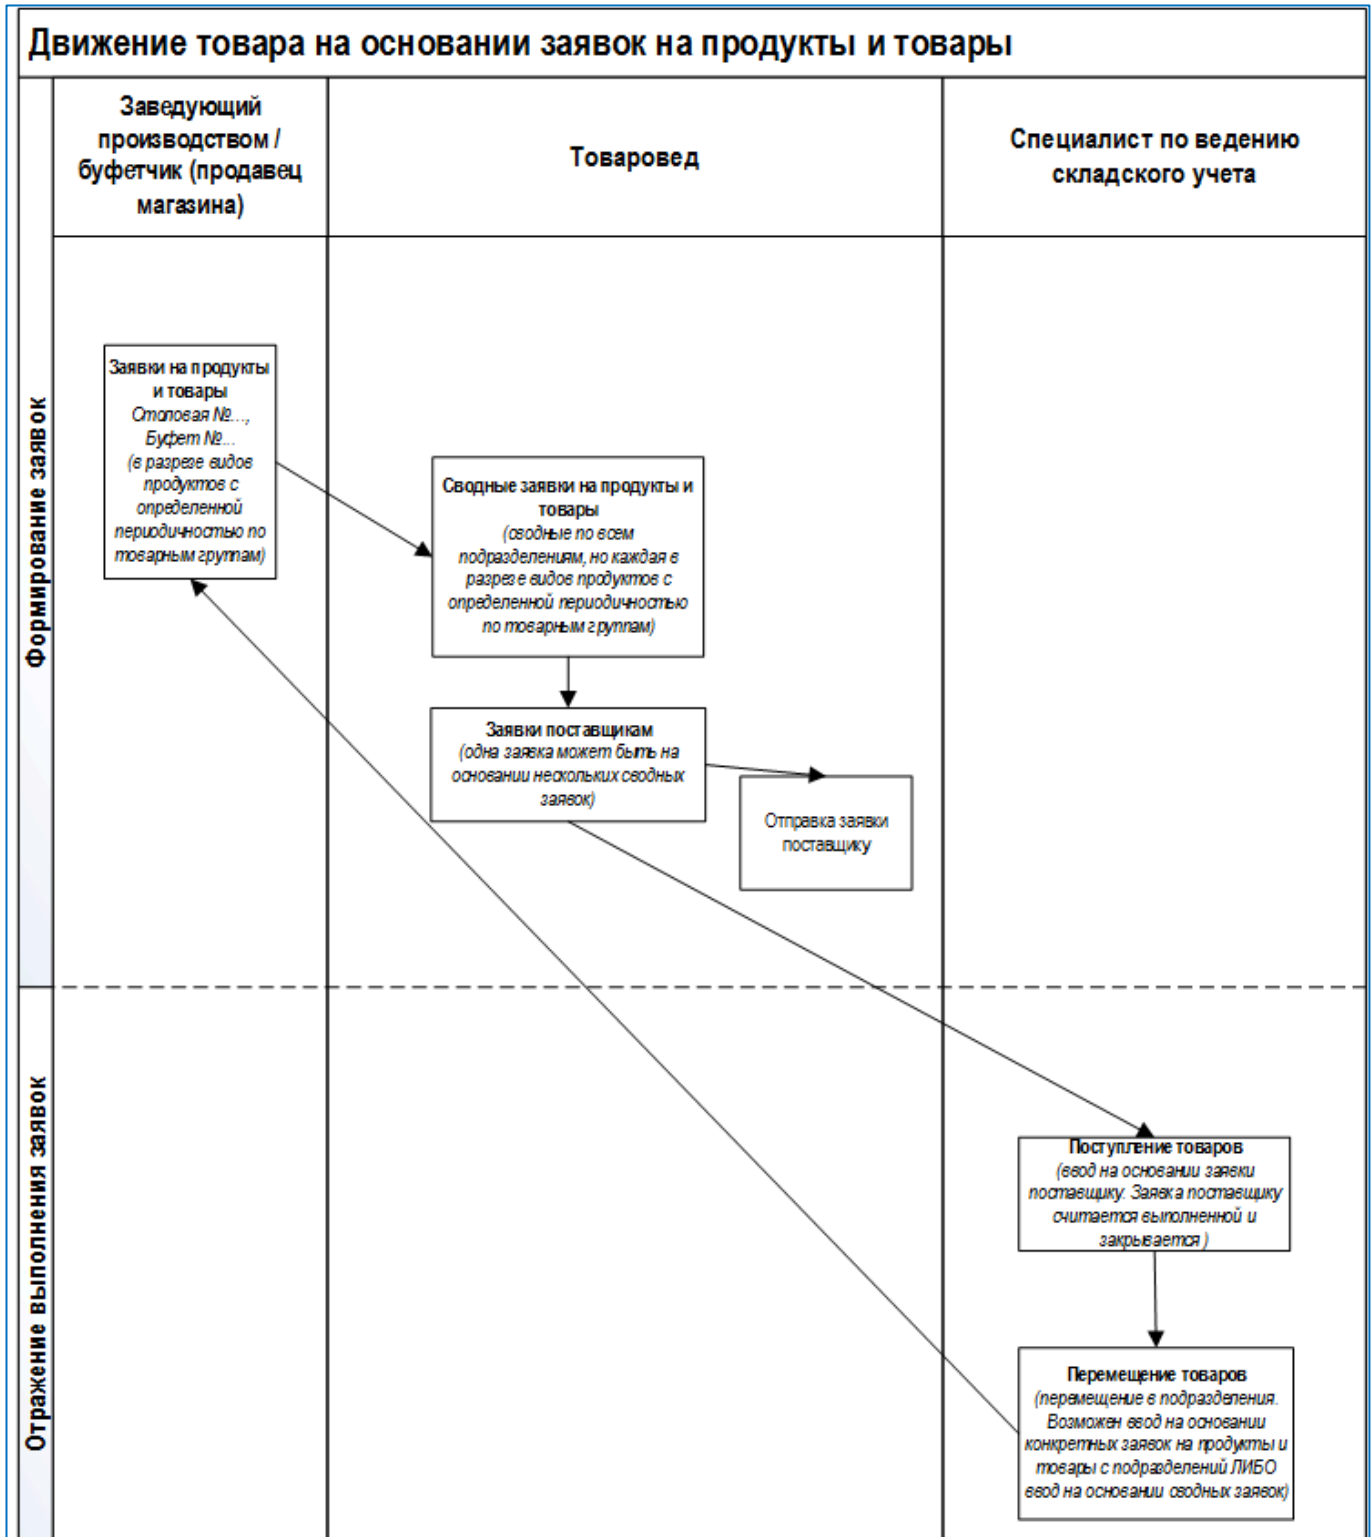 Движение товара на основании заявок на продукты и товары
Заведующий
производством /
буфетчик (продавец
магазина)
Товаровед
Специалист по ведению
складского учета
Формирование заявок
Заявки на продукты
и товары
Столовая №...,
Буфет №...
(в разрезе видов
продуктов с
определенной
периодичностью по
товарным группам)
Сводные заявки на продукты и
товары
(сводные по всем
подразделениям, но каждая в
разрезе видов продуктов с
определенной периодичностью
по товарным группам)
Заявки поставщикам
(одна заявка может быть на
основании нескольких сводных
заявок)
Отправка заявки
поставщику
Отражение выполнения заявок
Поступление товаров
(ввод на основании заявки
поставщику. Заявка поставщику
считается выполненной и
закрывается )
Перемещение товаров
(перемещение в подразделения.
Возможен ввод на основании
конкретных заявок на продукты и
товары с подразделений ЛИБО
ввод на основании сводных заявок)